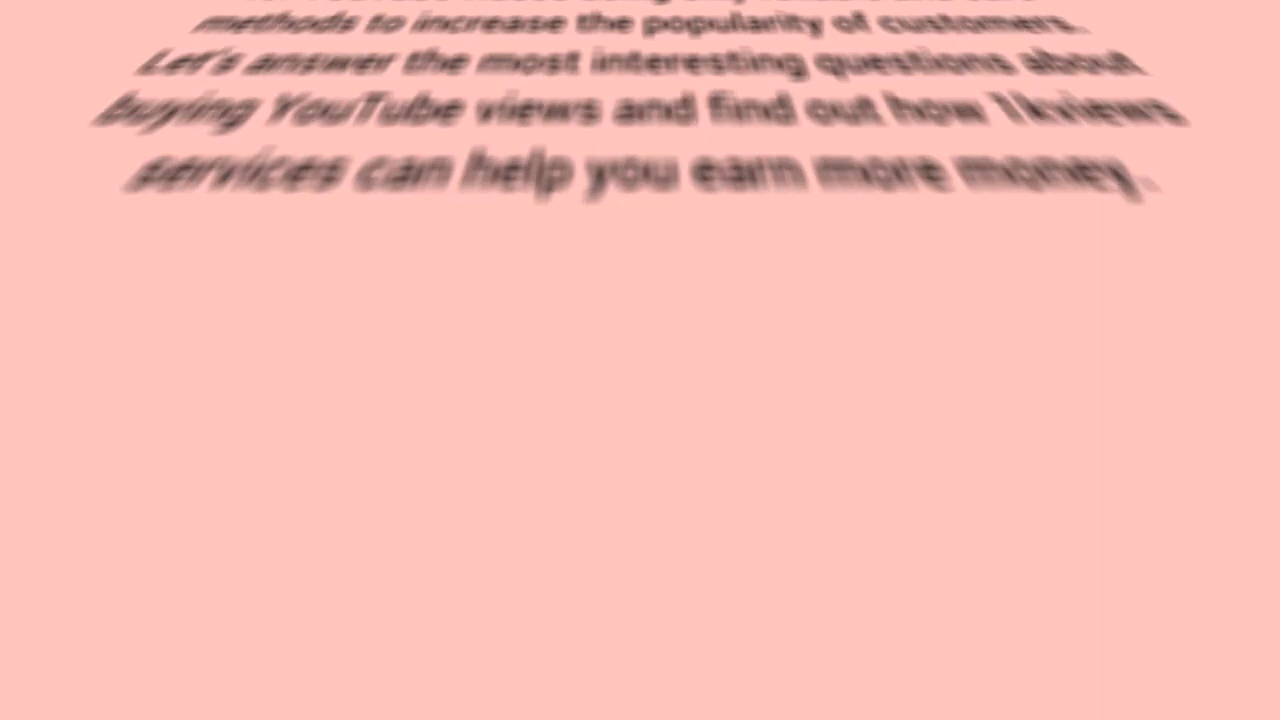 methods to increase the popularity of customers.
Let's answer the most interesting questions about
buying YouTube views and find out how 1kviews
services can help you earn more money.